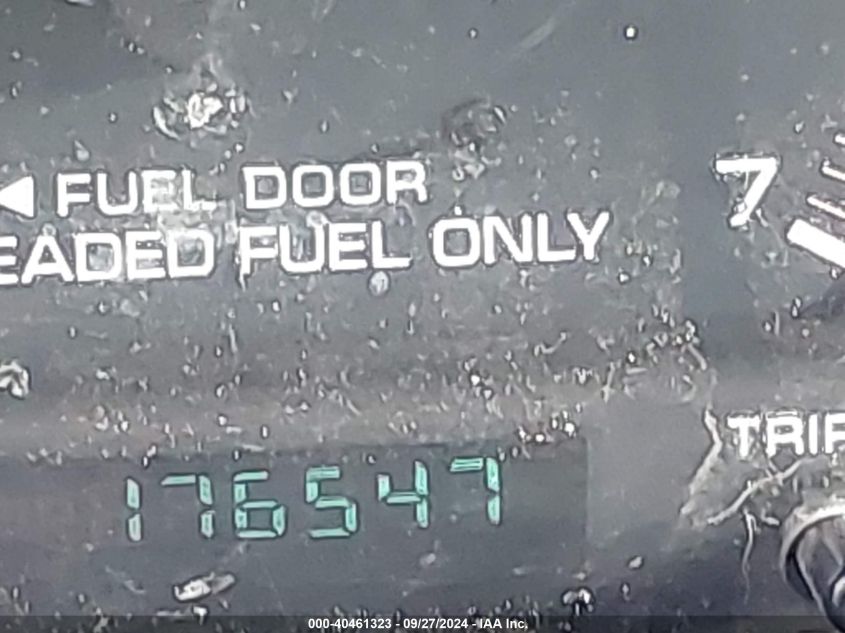 ◀ FUEL DOOR
EADED FUEL ONLY
7
176547
TRIP
000-40461323 - 09/27/2024 - IAA Inc.